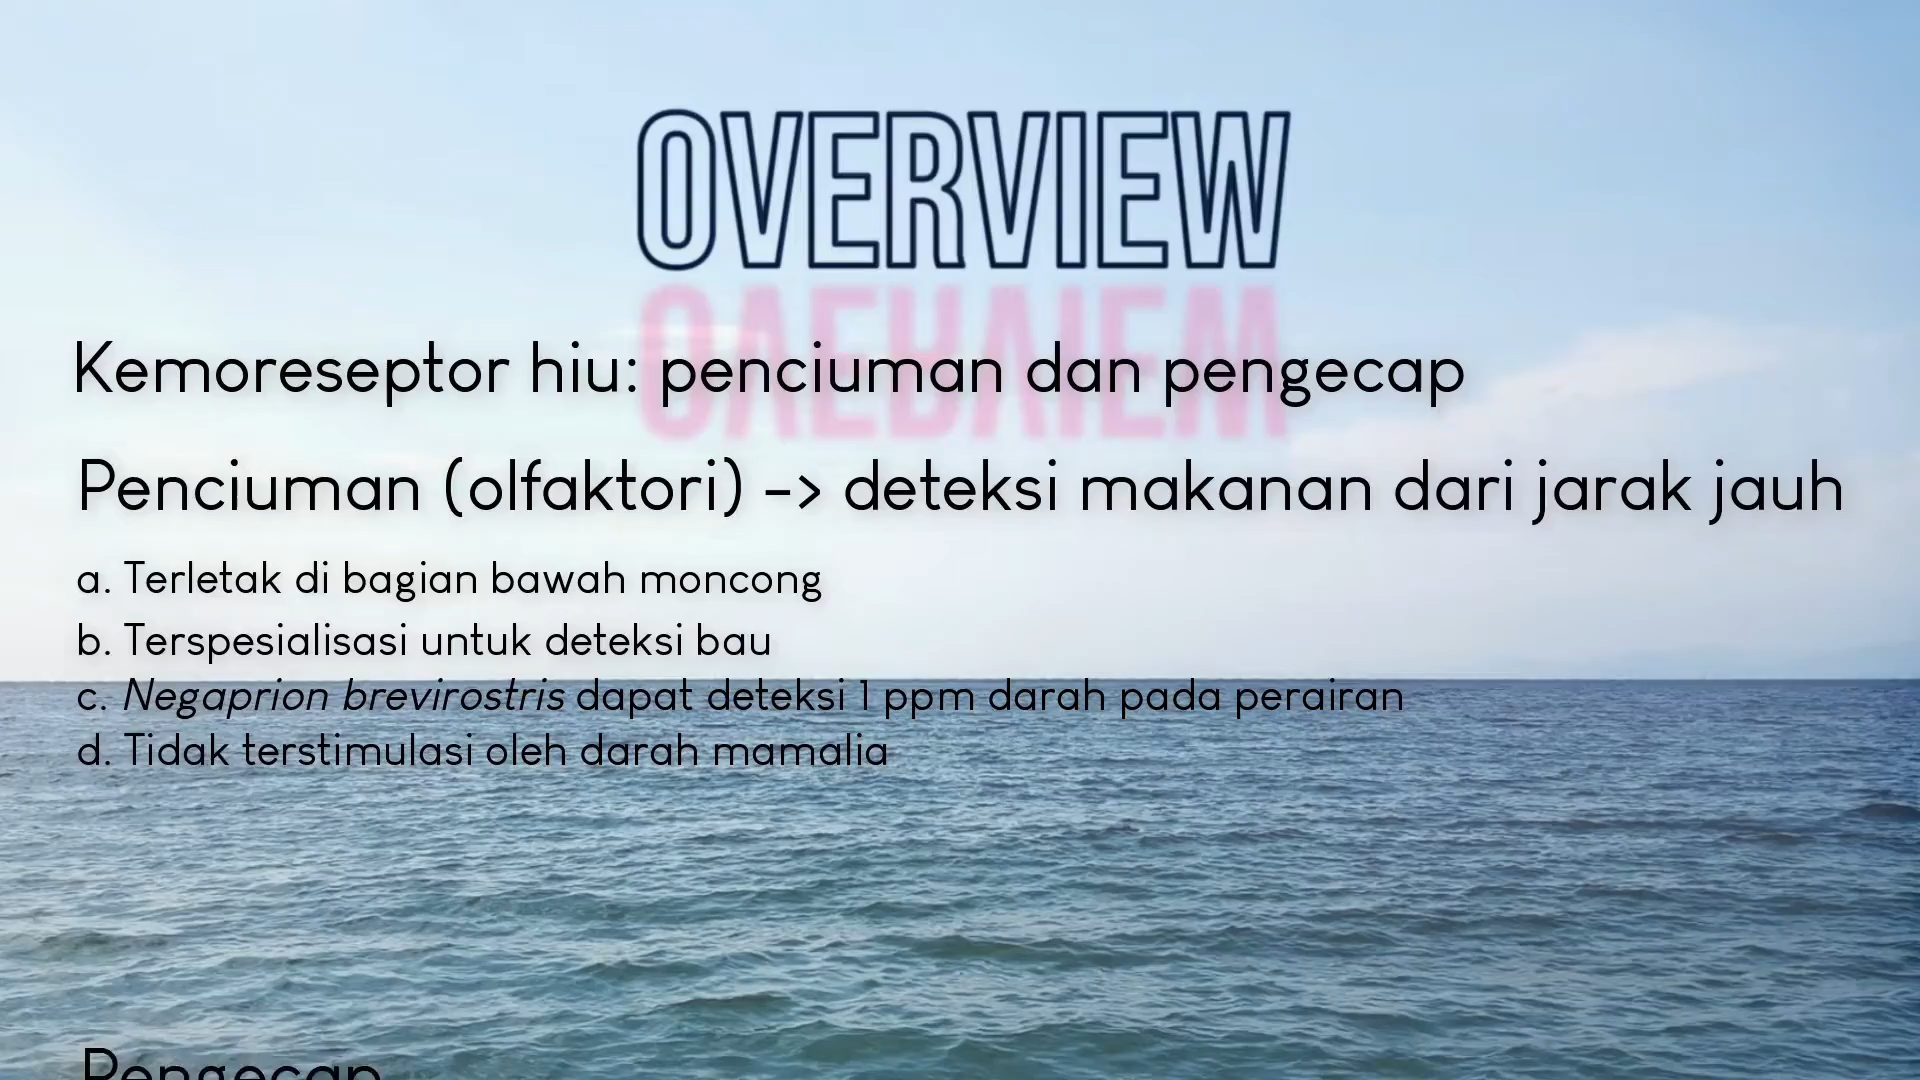 OVERVIEW
Kemoreseptor hiu: penciuman dan pengecap
Penciuman (olfaktori) -> deteksi makanan dari jarak jauh
a. Terletak di bagian bawah moncong
b. Terspesialisasi untuk deteksi bau
c. Negaprion brevirostris dapat deteksi 1 ppm darah pada perairan
d. Tidak terstimulasi oleh darah mamalia
Pengecap